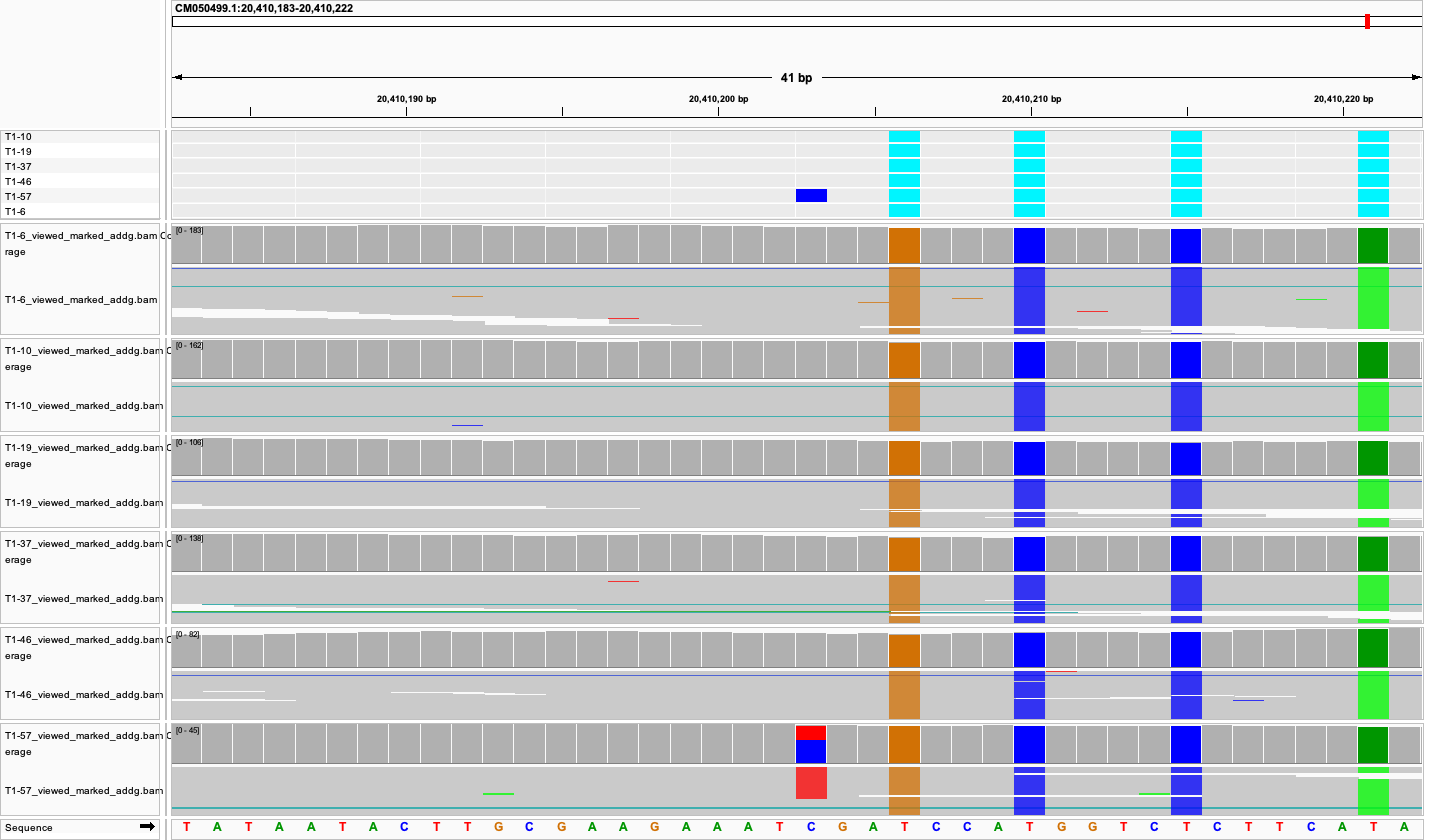 CM050499.1:20,410,183-20,410,222
41 bp
20,410,190 bp 20,410,200 bp 20,410,210 bp 20,410,220 bp
T1-10
T1-19
T1-37
T1-46
T1-57
T1-6
T1-6_viewed_marked_addg.bam Co
rage
[0 - 183]
T1-6_viewed_marked_addg.bam
T1-10_viewed_marked_addg.bam C
erage
[0 - 162]
T1-10_viewed_marked_addg.bam
T1-19_viewed_marked_addg.bam C
erage
[0 - 106]
T1-19_viewed_marked_addg.bam
T1-37_viewed_marked_addg.bam C
erage
[0 - 138]
T1-37_viewed_marked_addg.bam
T1-46_viewed_marked_addg.bam C
erage
[0 - 82]
T1-46_viewed_marked_addg.bam
T1-57_viewed_marked_addg.bam C
erage
[0 - 45]
T1-57_viewed_marked_addg.bam
Sequence T A T A A T A C T T G C G A A G A A A T C G A T C C A T G G T C T C T T C A T A